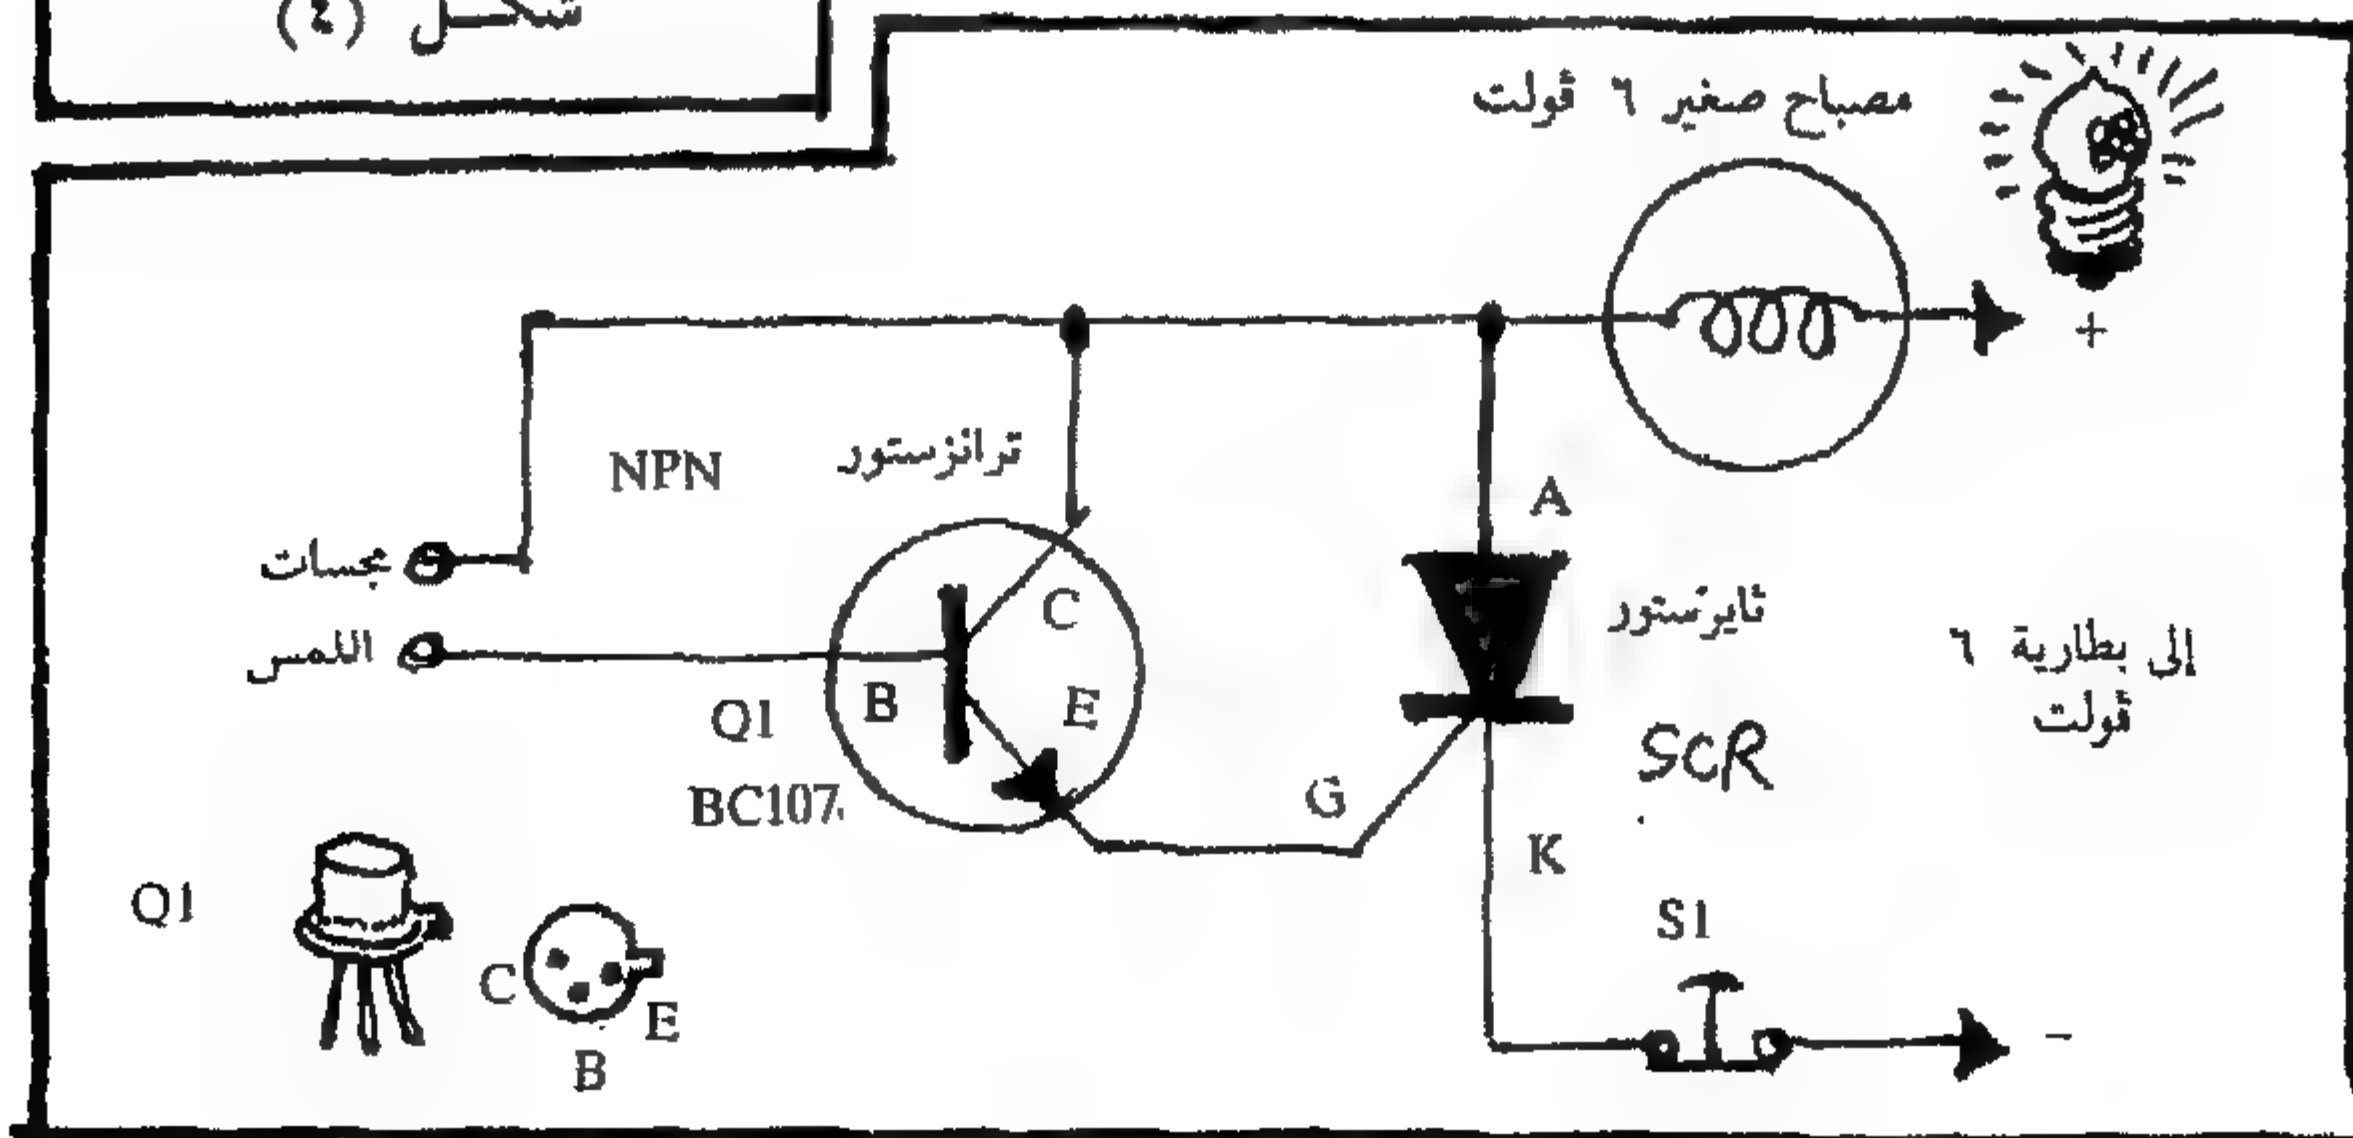 شكل (٤)
مصباح صغير ٦ ڤولت
+
NPN
ترانزستور
A
مجسات
C
ثايرستور
اللمس
إلى بطارية ٦
ڤولت
B
E
Q1
SCR
BC107
G
K
Q1
S1
C
E
B
-